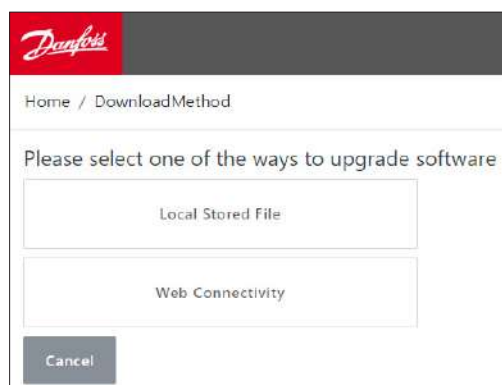 Danfoss
Home / DownloadMethod
Please select one of the ways to upgrade software
Local Stored File
Web Connectivity
Cancel